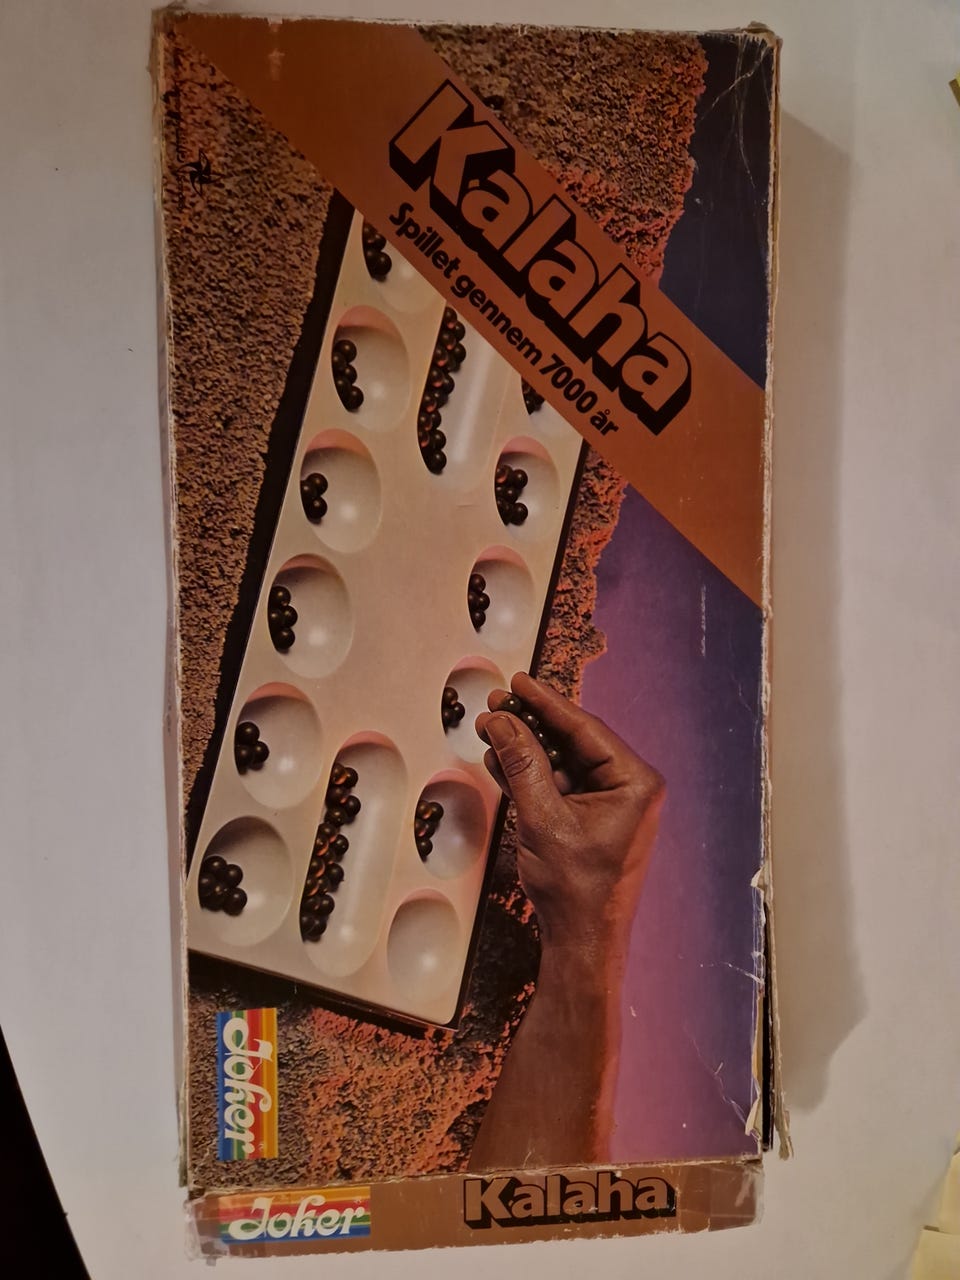 Kalaha
Spillet gennem 7000 år
Joker
Joker
Kalaha